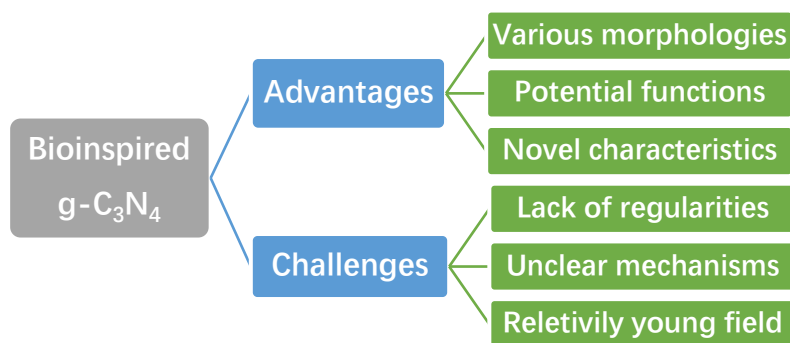 Bioinspired
g-C₃N₄
Advantages
Various morphologies
Potential functions
Novel characteristics
Challenges
Lack of regularities
Unclear mechanisms
Reletivily young field